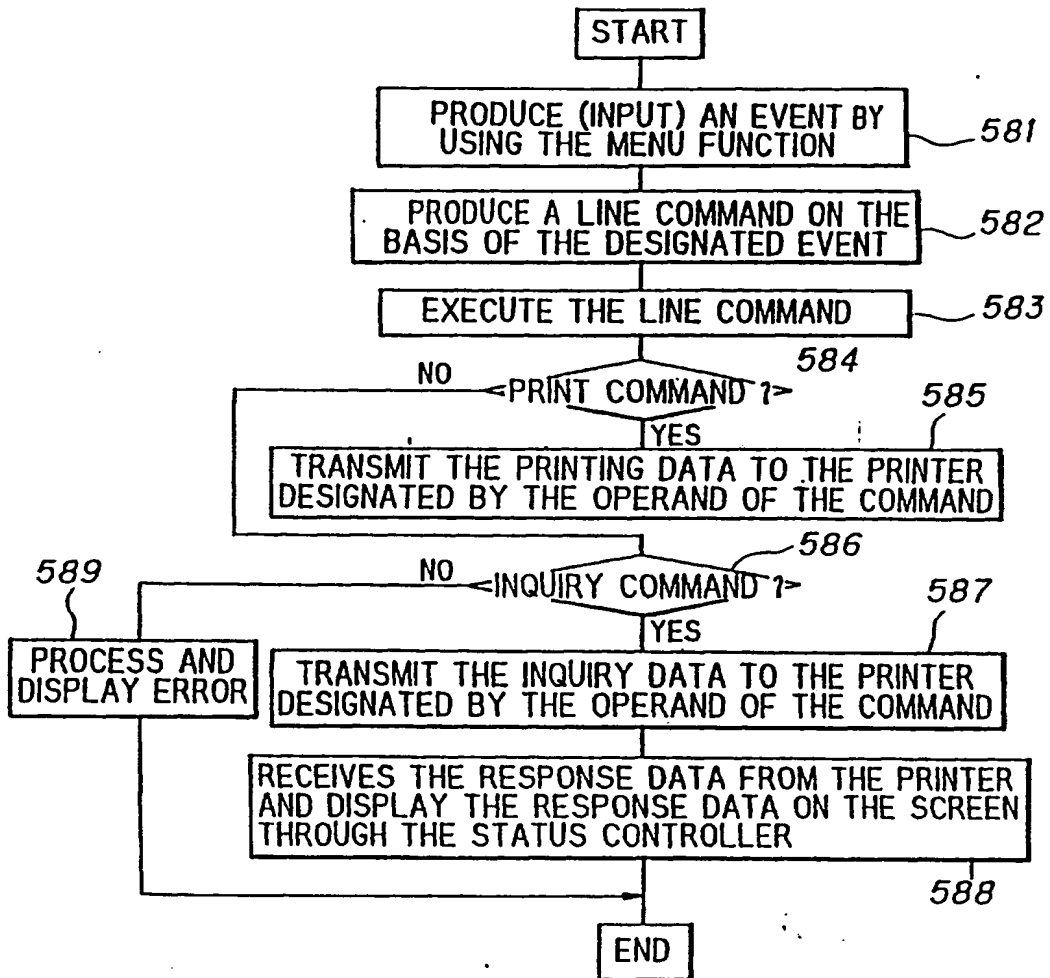 START
PRODUCE (INPUT) AN EVENT BY
USING THE MENU FUNCTION
581
PRODUCE A LINE COMMAND ON THE
BASIS OF THE DESIGNATED EVENT
582
EXECUTE THE LINE COMMAND
583
584
NO
PRINT COMMAND ?
585
YES
TRANSMIT THE PRINTING DATA TO THE PRINTER
DESIGNATED BY THE OPERAND OF THE COMMAND
586
589
NO
INQUIRY COMMAND ?
587
YES
PROCESS AND
DISPLAY ERROR
TRANSMIT THE INQUIRY DATA TO THE PRINTER
DESIGNATED BY THE OPERAND OF THE COMMAND
RECEIVES THE RESPONSE DATA FROM THE PRINTER
AND DISPLAY THE RESPONSE DATA ON THE SCREEN
THROUGH THE STATUS CONTROLLER
588
END